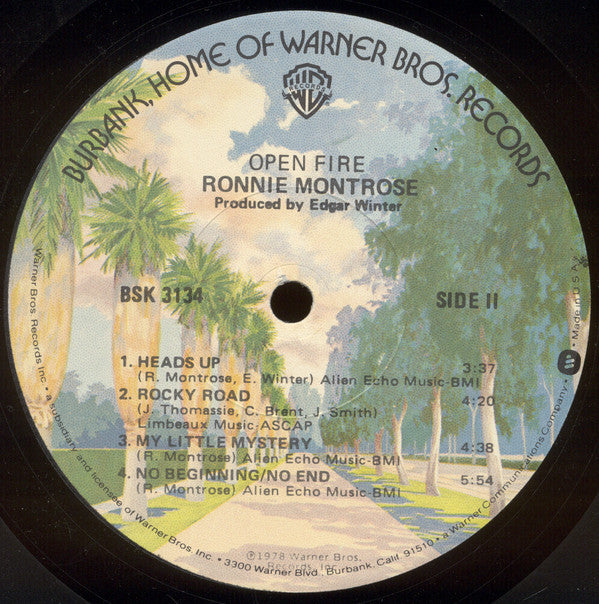 BURBANK, HOME OF WARNER BROS. RECORDS
RECORDS
OPEN FIRE
RONNIE MONTROSE
Produced by Edgar Winter
BSK 3134
SIDE II
1. HEADS UP 3:37
(R. Montrose, E. Winter) Alien Echo Music-BMI
2. ROCKY ROAD 4:20
(J. Thomassie, C. Brent, J. Smith)
Limbeaux Music-ASCAP
3. MY LITTLE MYSTERY 4:38
(R. Montrose) Alien Echo Music-BMI
4. NO BEGINNING/NO END 5:54
(R. Montrose) Alien Echo Music-BMI
℗1978 Warner Bros.
Records, Inc.
Warner Bros. Records Inc. • a subsidiary and licensee of Warner Bros. Inc. • 3300 Warner Blvd., Burbank, Calif. 91510 • a Warner Communications Company. • Made in U.S.A.